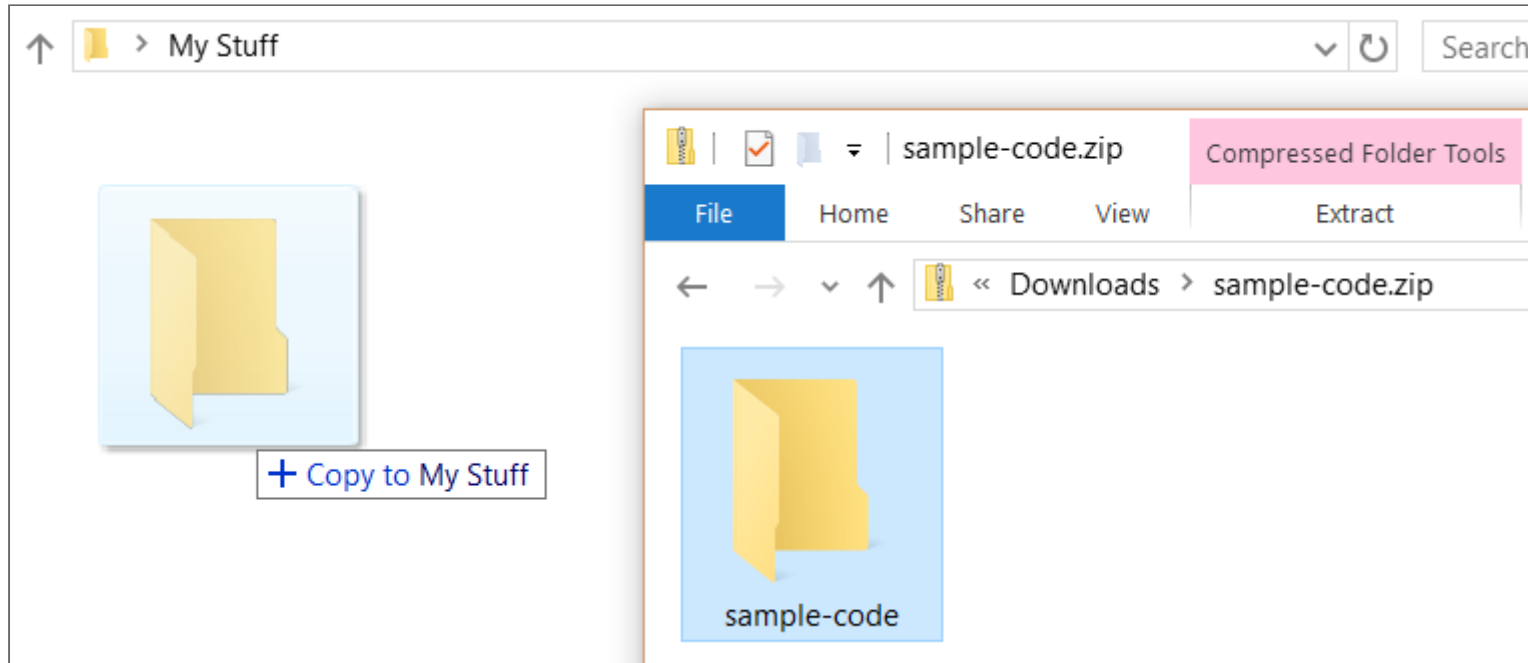 My Stuff
Search
sample-code.zip
Compressed Folder Tools
File Home Share View Extract
« Downloads > sample-code.zip
+ Copy to My Stuff
sample-code